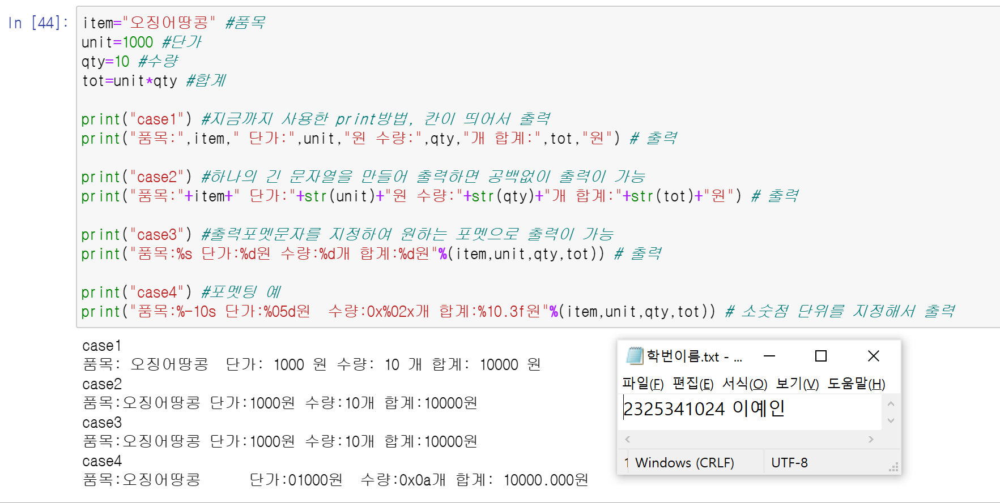 In [44]:
item="오징어땅콩" #품목
unit=1000 #단가
qty=10 #수량
tot=unit*qty #합계
print("case1") #지금까지 사용한 print방법, 칸이 띄어서 출력
print("품목:",item," 단가:",unit,"원 수량:",qty,"개 합계:",tot,"원") # 출력
print("case2") #하나의 긴 문자열을 만들어 출력하면 공백없이 출력이 가능
print("품목:"+item+" 단가:"+str(unit)+"원 수량:"+str(qty)+"개 합계:"+str(tot)+"원") # 출력
print("case3") #출력포멧문자를 지정하여 원하는 포멧으로 출력이 가능
print("품목:%s 단가:%d원 수량:%d개 합계:%d원"%(item,unit,qty,tot)) # 출력
print("case4") #포멧팅 예
print("품목:%-10s 단가:%05d원  수량:0x%02x개 합계:%10.3f원"%(item,unit,qty,tot)) # 소숫점 단위를 지정해서 출력
case1
품목: 오징어땅콩  단가: 1000 원 수량: 10 개 합계: 10000 원
case2
품목:오징어땅콩 단가:1000원 수량:10개 합계:10000원
case3
품목:오징어땅콩 단가:1000원 수량:10개 합계:10000원
case4
품목:오징어땅콩      단가:01000원  수량:0x0a개 합계: 10000.000원
학번이름.txt - ...
파일(F) 편집(E) 서식(O) 보기(V) 도움말(H)
2325341024 이예인
1 Windows (CRLF) UTF-8